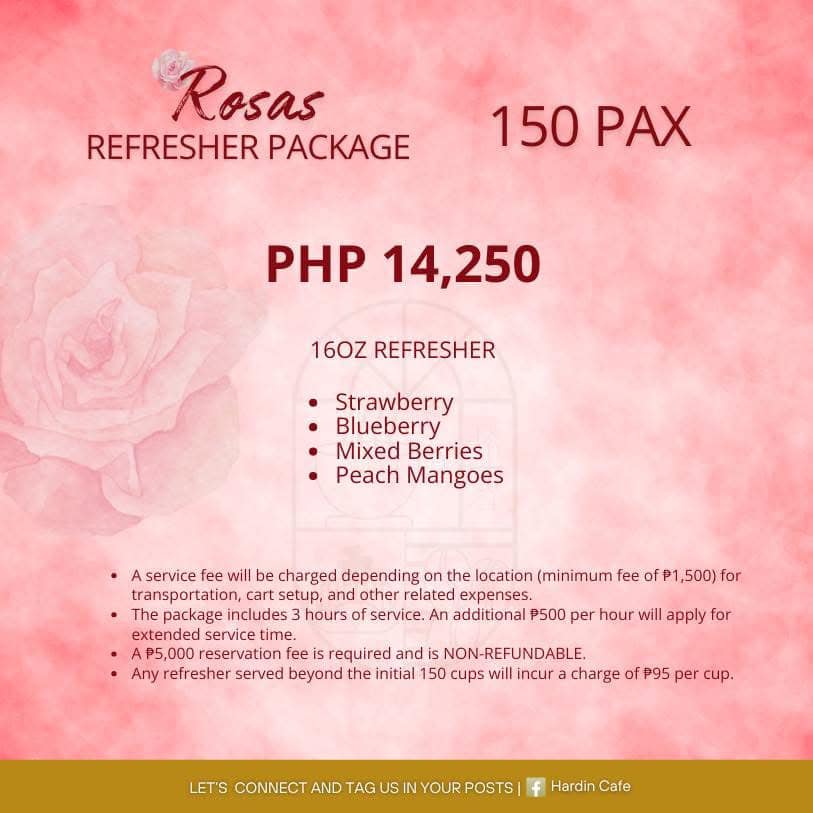 Rosas
REFRESHER PACKAGE
150 PAX
PHP 14,250
16OZ REFRESHER
• Strawberry
• Blueberry
• Mixed Berries
• Peach Mangoes
• A service fee will be charged depending on the location (minimum fee of ₱1,500) for
transportation, cart setup, and other related expenses.
• The package includes 3 hours of service. An additional ₱500 per hour will apply for
extended service time.
• A ₱5,000 reservation fee is required and is NON-REFUNDABLE.
• Any refresher served beyond the initial 150 cups will incur a charge of ₱95 per cup.
LET'S CONNECT AND TAG US IN YOUR POSTS | f Hardin Cafe